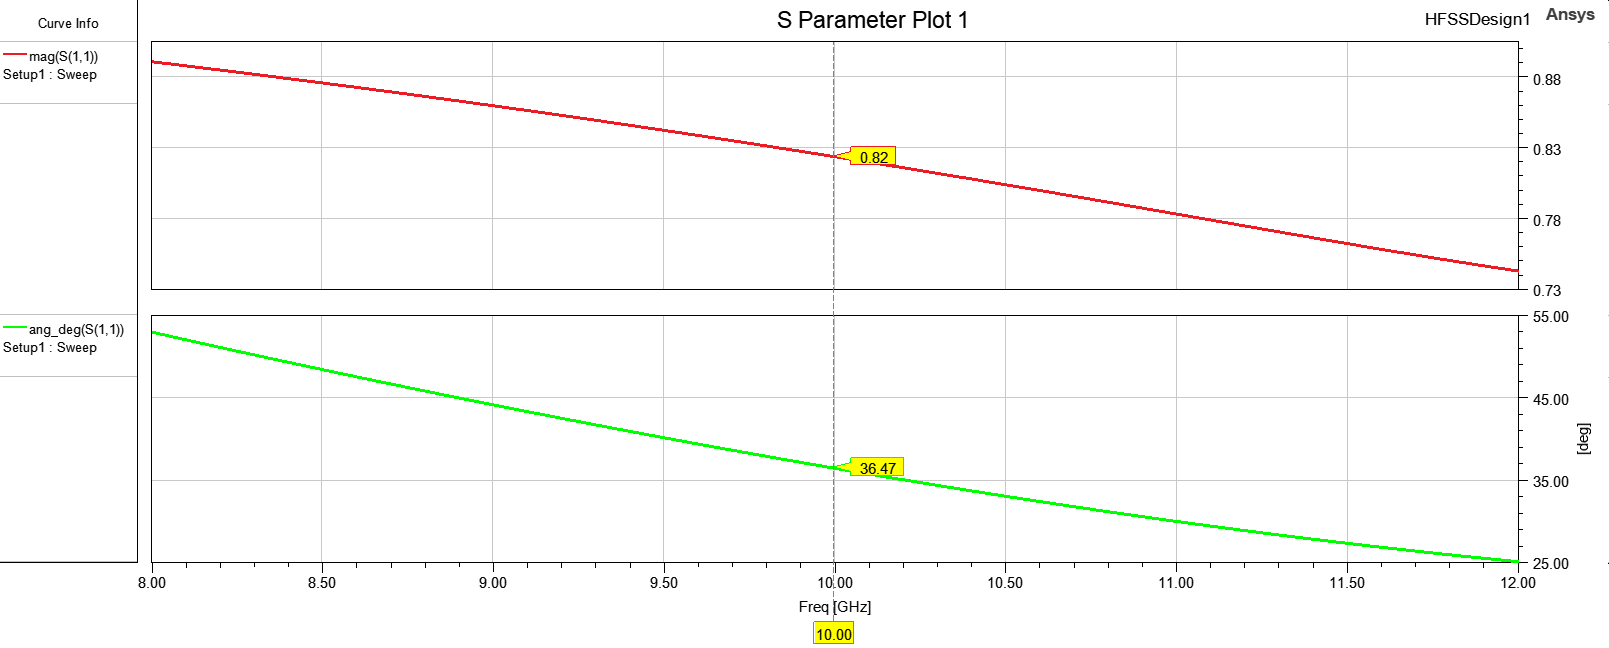 S Parameter Plot 1
HFSSDesign1
Ansys
Curve Info
mag(S(1,1))
Setup1 : Sweep
0.88
0.83
0.78
0.73
0.82
ang_deg(S(1,1))
Setup1 : Sweep
55.00
45.00
35.00
25.00
[deg]
36.47
8.00 8.50 9.00 9.50 10.00 10.50 11.00 11.50 12.00
Freq [GHz]
10.00